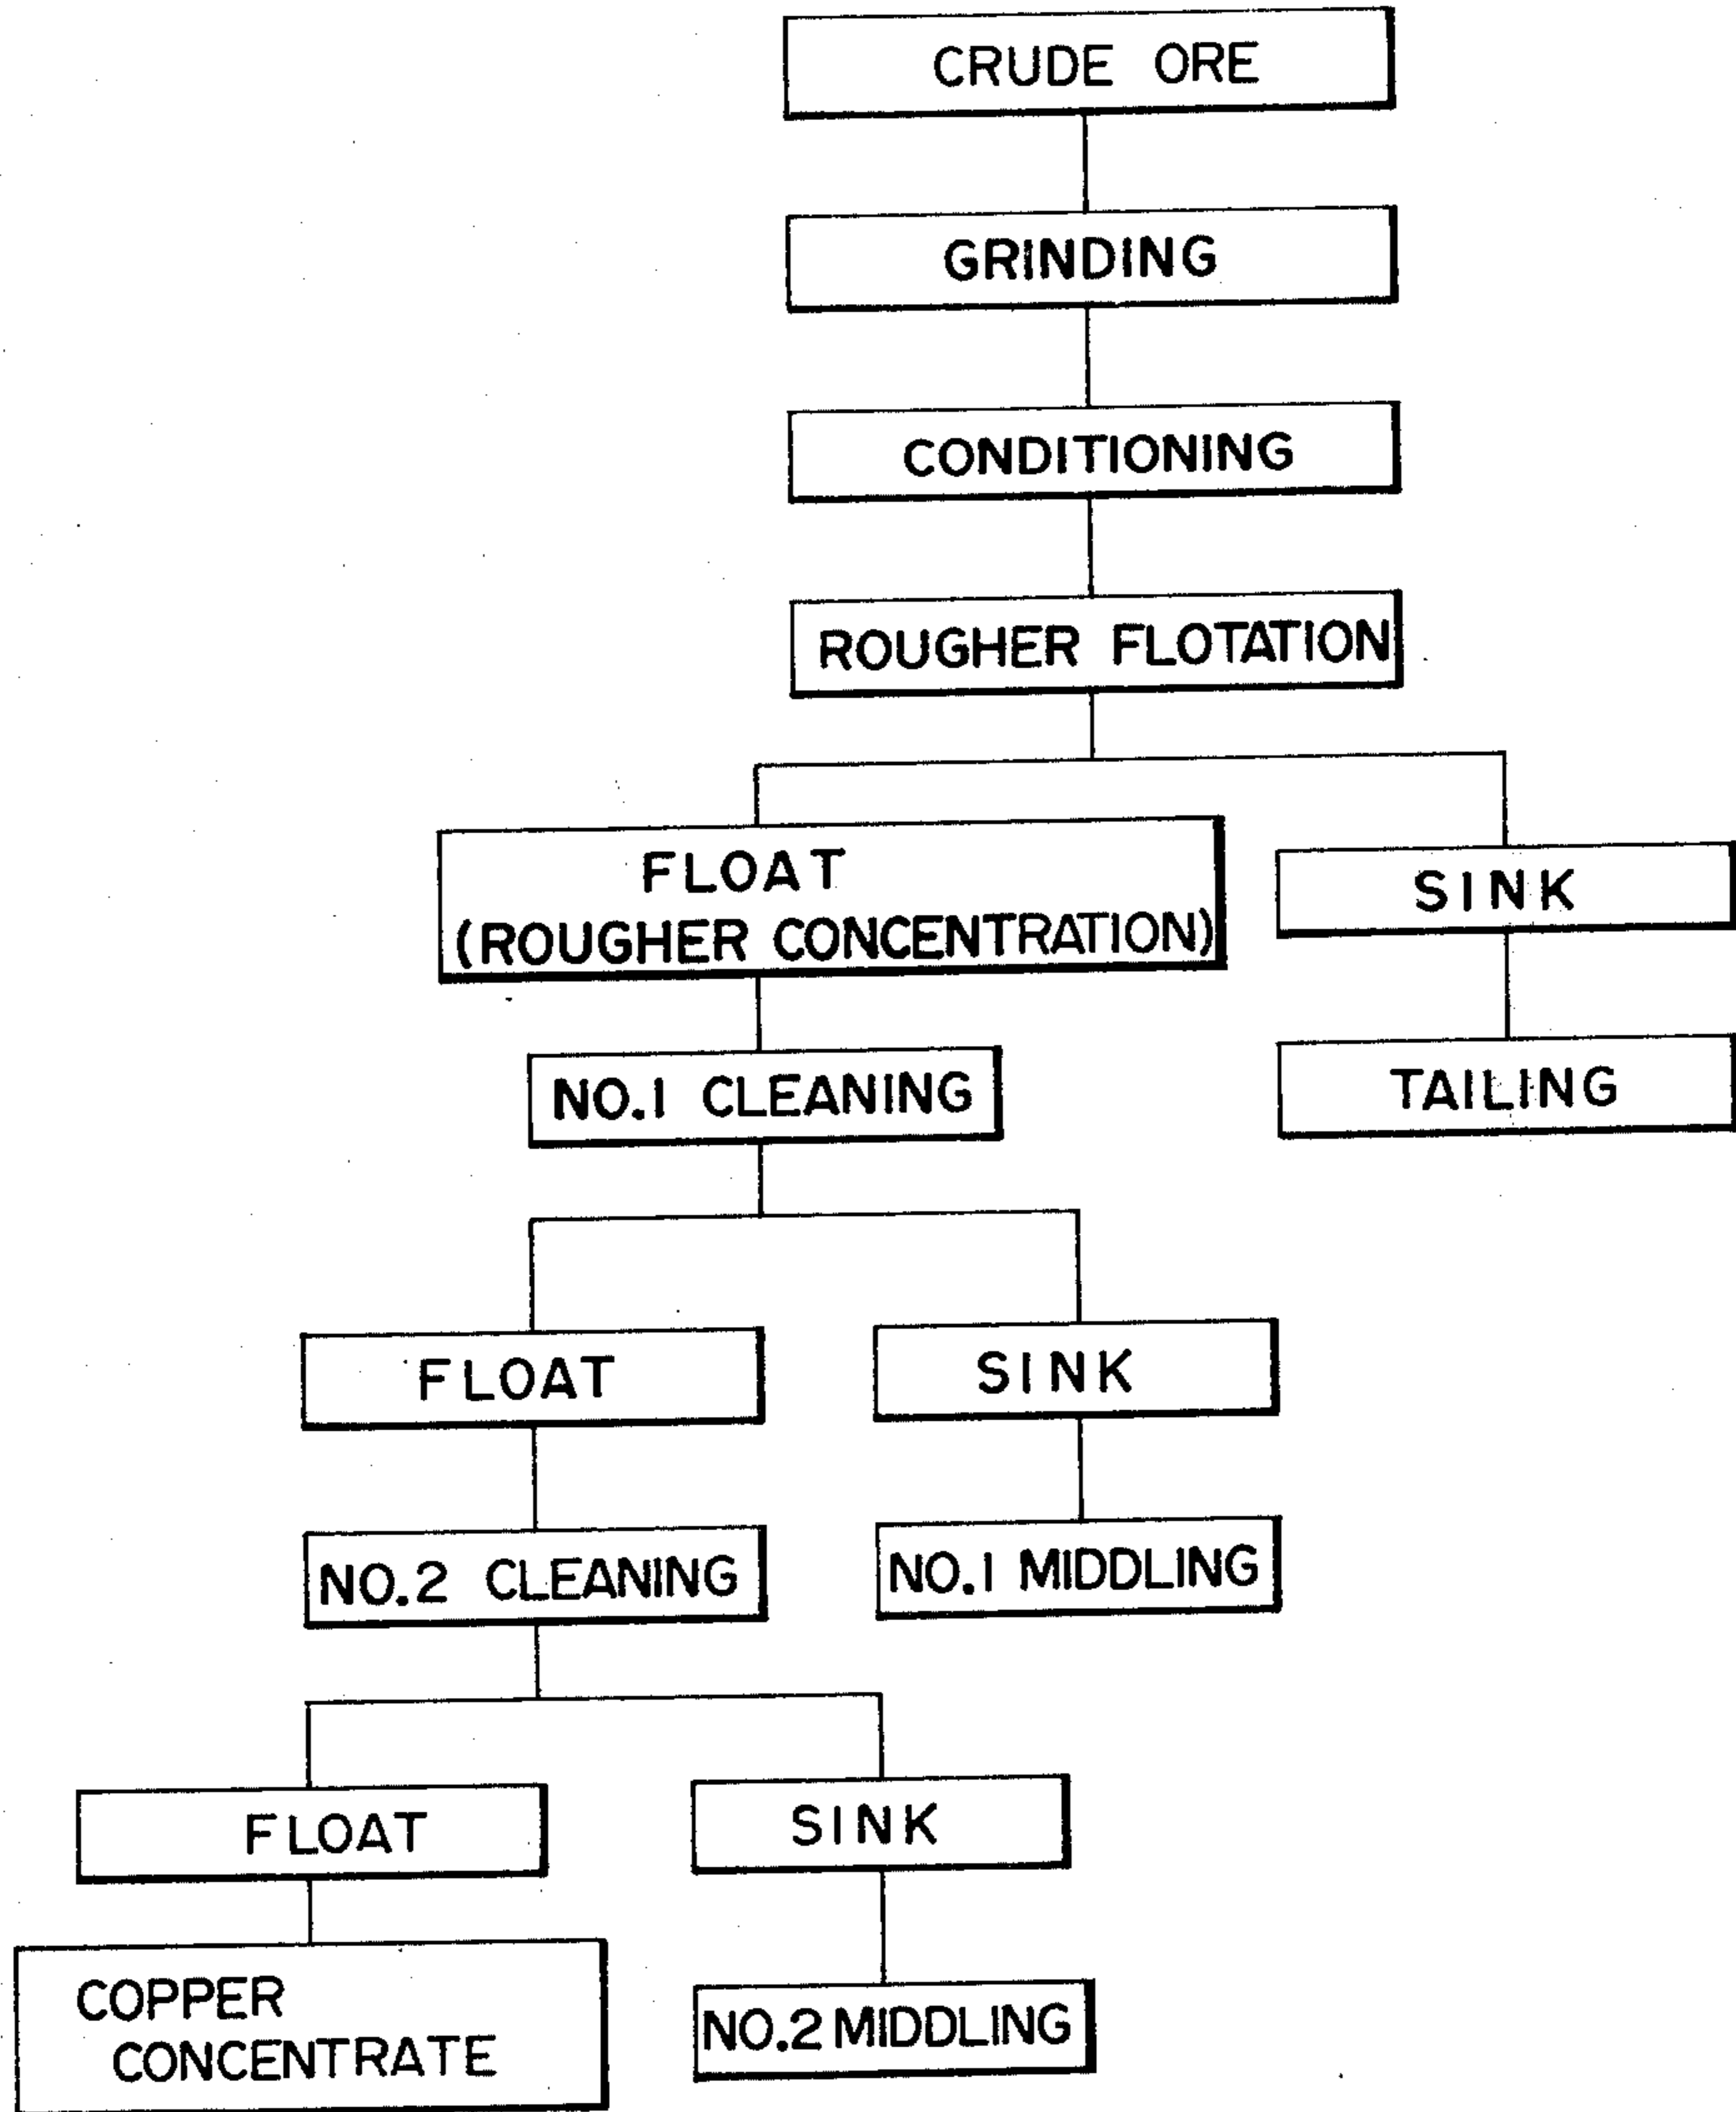 CRUDE ORE
GRINDING
CONDITIONING
ROUGHER FLOTATION
FLOAT
(ROUGHER CONCENTRATION)
SINK
NO.1 CLEANING
TAILING
FLOAT
SINK
NO.2 CLEANING
NO.1 MIDDLING
FLOAT
SINK
COPPER
CONCENTRATE
NO.2 MIDDLING